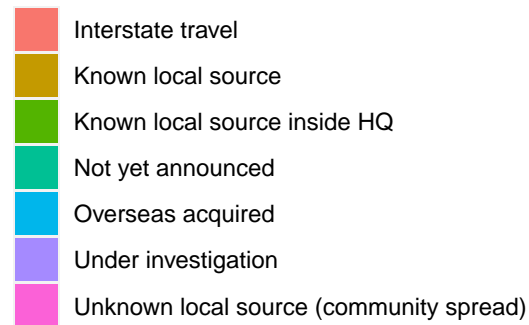 Interstate travel
Known local source
Known local source inside HQ
Not yet announced
Overseas acquired
Under investigation
Unknown local source (community spread)